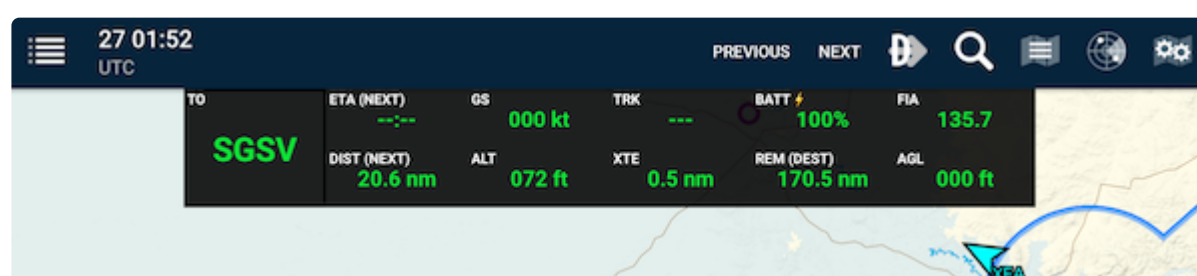 27 01:52
UTC
PREVIOUS NEXT
TO
SGSV
ETA (NEXT)
--:--
GS
000 kt
TRK
---
BATT⚡
100%
FIA
135.7
DIST (NEXT)
20.6 nm
ALT
072 ft
XTE
0.5 nm
REM (DEST)
170.5 nm
AGL
000 ft
YFA